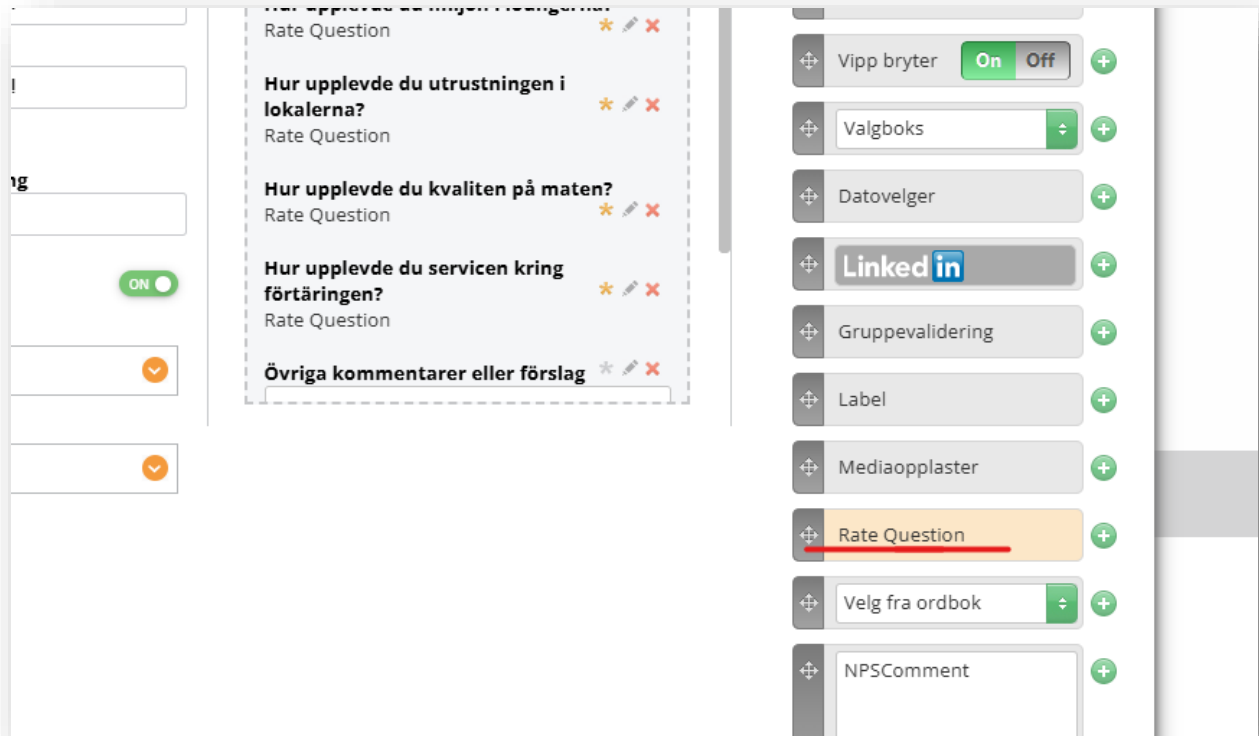 !
ng
ON
Rate Question
Hur upplevde du utrustningen i
lokalerna?
Rate Question
Hur upplevde du kvaliten på maten?
Rate Question
Hur upplevde du servicen kring
förtäringen?
Rate Question
Övriga kommentarer eller förslag
Vipp bryter On Off
Valgboks
Datovelger
Linked in
Gruppevalidering
Label
Mediaopplaster
Rate Question
Velg fra ordbok
NPSComment